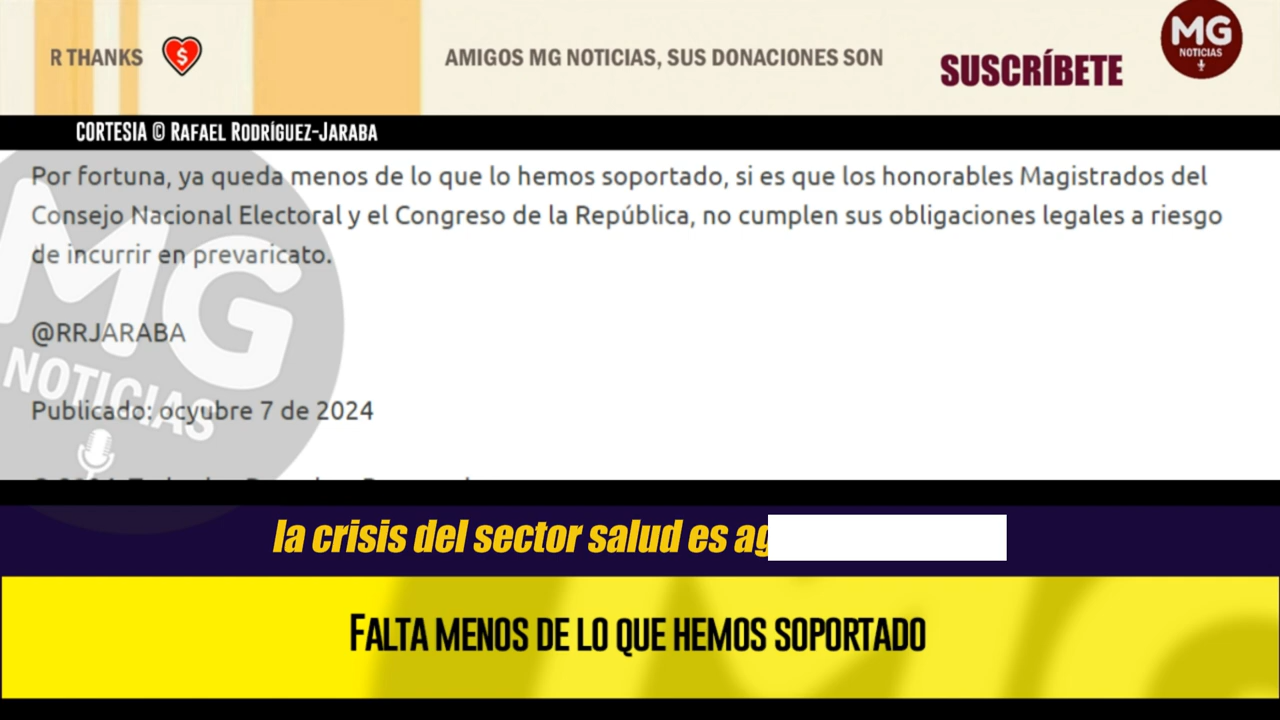 R THANKS
AMIGOS MG NOTICIAS, SUS DONACIONES SON
SUSCRÍBETE
MG
NOTICIAS
CORTESIA © RAFAEL RODRÍGUEZ-JARABA
Por fortuna, ya queda menos de lo que lo hemos soportado, si es que los honorables Magistrados del
Consejo Nacional Electoral y el Congreso de la República, no cumplen sus obligaciones legales a riesgo
de incurrir en prevaricato.
@RRJARABA
Publicado: ocyubre 7 de 2024
MG
NOTICIAS
la crisis del sector salud es
FALTA MENOS DE LO QUE HEMOS SOPORTADO